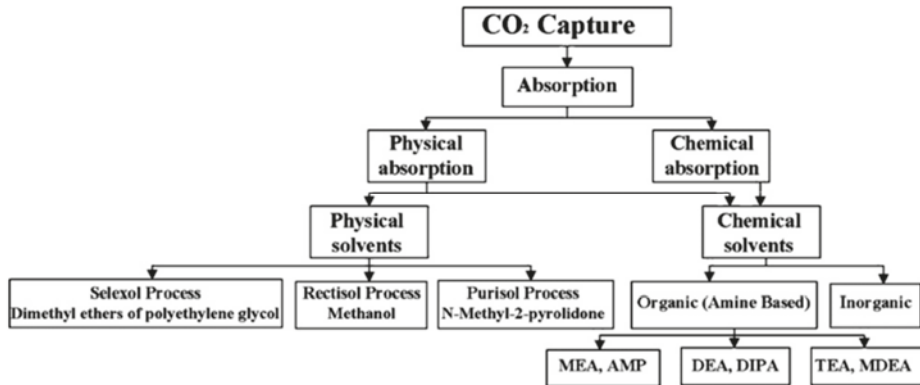 CO₂ Capture
Absorption
Physical
absorption
Chemical
absorption
Physical
solvents
Chemical
solvents
Selexol Process
Dimethyl ethers of polyethylene glycol
Rectisol Process
Methanol
Purisol Process
N-Methyl-2-pyrolidone
Organic (Amine Based)
Inorganic
MEA, AMP
DEA, DIPA
TEA, MDEA